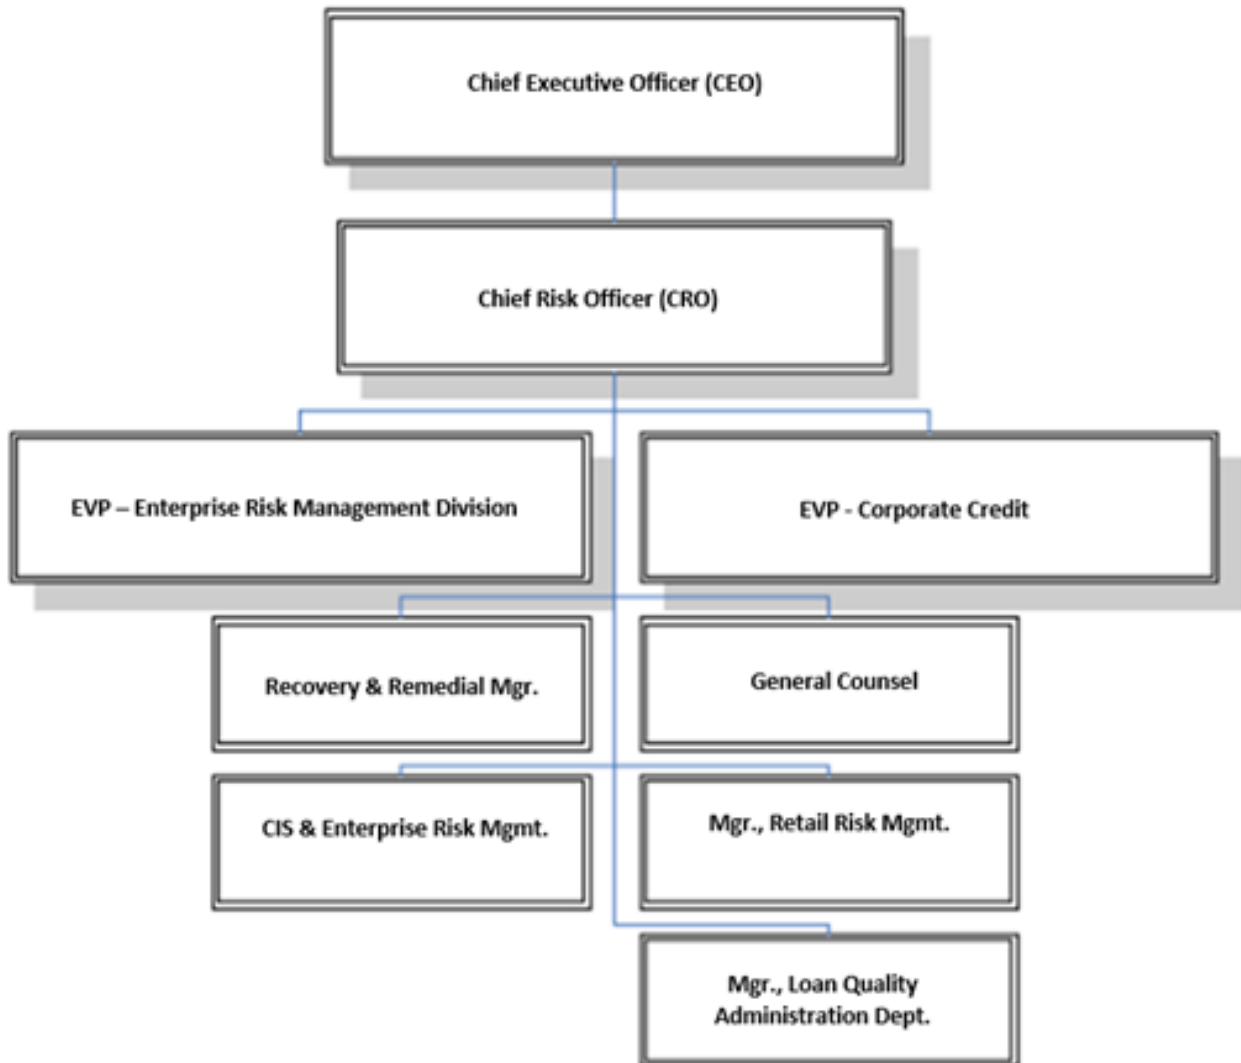 Chief Executive Officer (CEO)
Chief Risk Officer (CRO)
EVP – Enterprise Risk Management Division
EVP - Corporate Credit
Recovery & Remedial Mgr.
General Counsel
CIS & Enterprise Risk Mgmt.
Mgr., Retail Risk Mgmt.
Mgr., Loan Quality
Administration Dept.